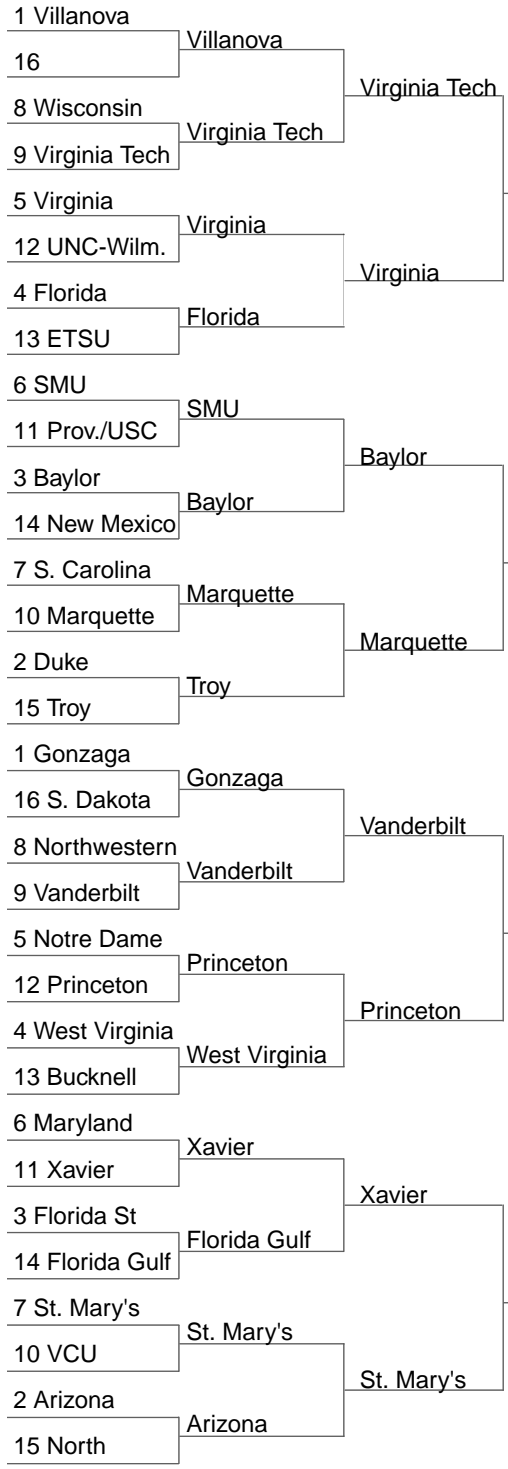 1 Villanova
Villanova
16
Virginia Tech
8 Wisconsin
Virginia Tech
9 Virginia Tech
5 Virginia
Virginia
12 UNC-Wilm.
Virginia
4 Florida
Florida
13 ETSU
6 SMU
SMU
11 Prov./USC
Baylor
3 Baylor
Baylor
14 New Mexico
7 S. Carolina
Marquette
10 Marquette
Marquette
2 Duke
Troy
15 Troy
1 Gonzaga
Gonzaga
16 S. Dakota
Vanderbilt
8 Northwestern
Vanderbilt
9 Vanderbilt
5 Notre Dame
Princeton
12 Princeton
Princeton
4 West Virginia
West Virginia
13 Bucknell
6 Maryland
Xavier
11 Xavier
Xavier
3 Florida St
Florida Gulf
14 Florida Gulf
7 St. Mary's
St. Mary's
10 VCU
St. Mary's
2 Arizona
Arizona
15 North